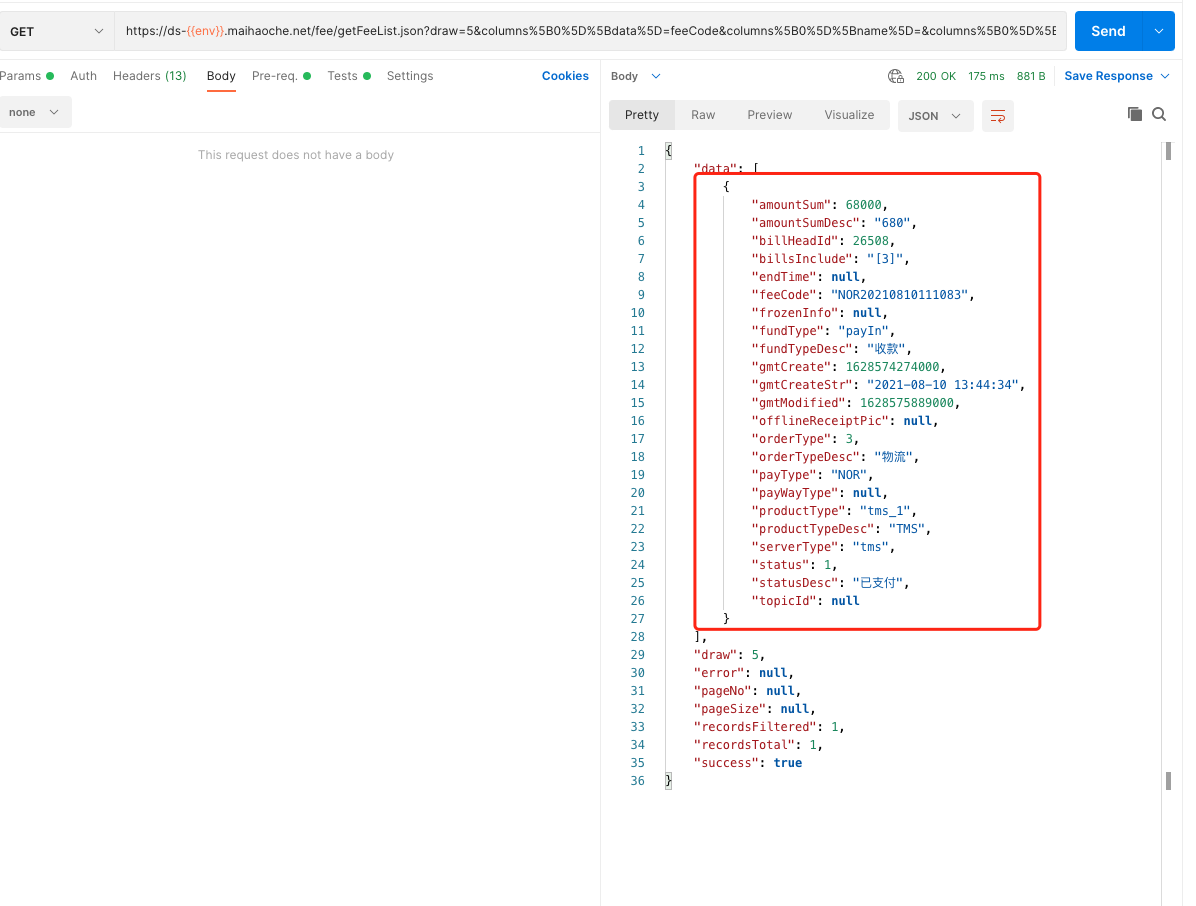 GET https://ds-{{env}}.maihaoche.net/fee/getFeeList.json?draw=5&columns%5B0%5D%5Bdata%5D=feeCode&columns%5B0%5D%5Bname%5D=&columns%5B0%5D%5E Send
Params Auth Headers (13) Body Pre-req. Tests Settings Cookies
none
This request does not have a body
Body 200 OK 175 ms 881 B Save Response
Pretty Raw Preview Visualize JSON
1 {
2 "data": [
3 {
4 "amountSum": 68000,
5 "amountSumDesc": "680",
6 "billHeadId": 26508,
7 "billsInclude": "[3]",
8 "endTime": null,
9 "feeCode": "NOR20210810111083",
10 "frozenInfo": null,
11 "fundType": "payIn",
12 "fundTypeDesc": "收款",
13 "gmtCreate": 1628574274000,
14 "gmtCreateStr": "2021-08-10 13:44:34",
15 "gmtModified": 1628575889000,
16 "offlineReceiptPic": null,
17 "orderType": 3,
18 "orderTypeDesc": "物流",
19 "payType": "NOR",
20 "payWayType": null,
21 "productType": "tms_1",
22 "productTypeDesc": "TMS",
23 "serverType": "tms",
24 "status": 1,
25 "statusDesc": "已支付",
26 "topicId": null
27 }
28 ],
29 "draw": 5,
30 "error": null,
31 "pageNo": null,
32 "pageSize": null,
33 "recordsFiltered": 1,
34 "recordsTotal": 1,
35 "success": true
36 }